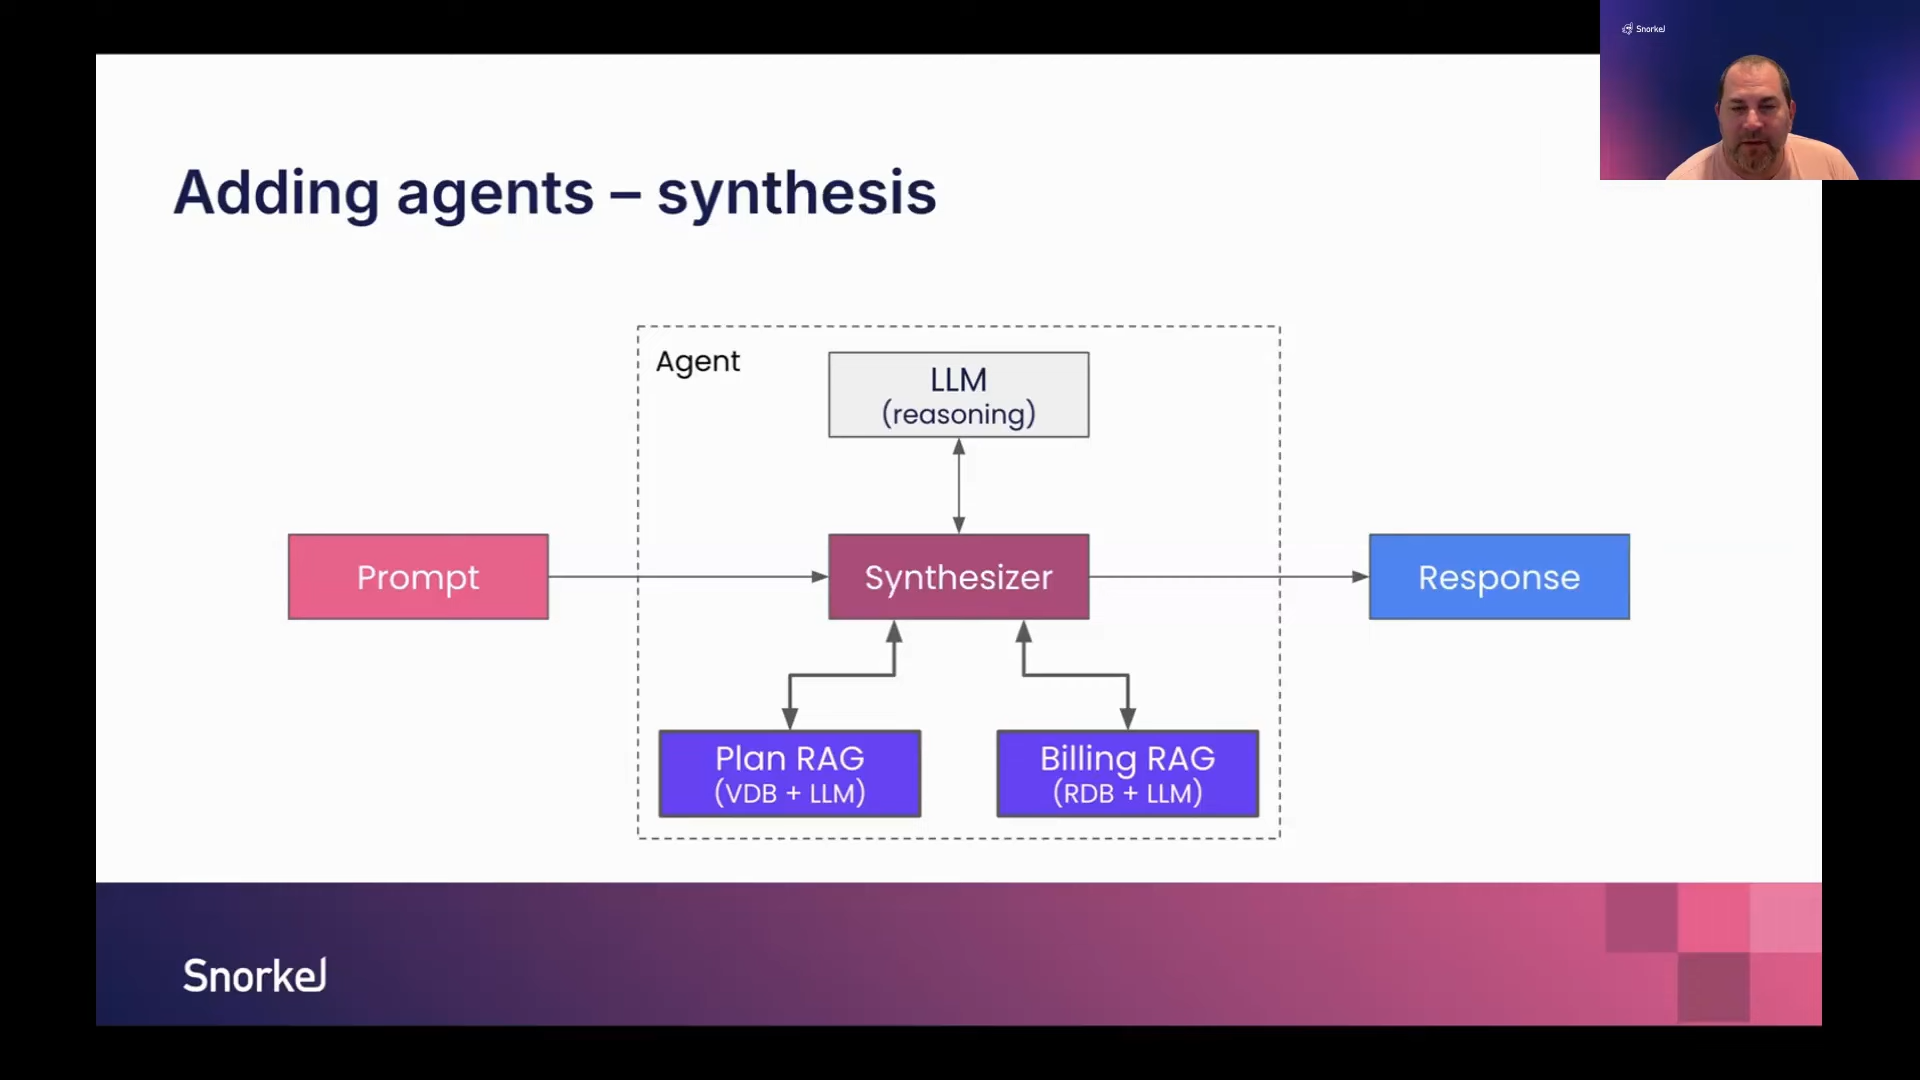 Snorkel
Adding agents – synthesis
Agent
LLM
(reasoning)
Prompt
Synthesizer
Response
Plan RAG
(VDB + LLM)
Billing RAG
(RDB + LLM)
Snorkel